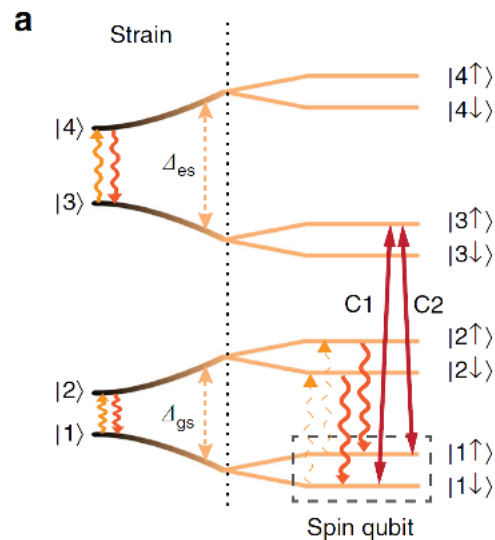 a
Strain
|4⟩
|3⟩
Δes
|4↑⟩
|4↓⟩
|3↑⟩
|3↓⟩
C1
C2
|2⟩
|1⟩
Δgs
|2↑⟩
|2↓⟩
|1↑⟩
|1↓⟩
Spin qubit